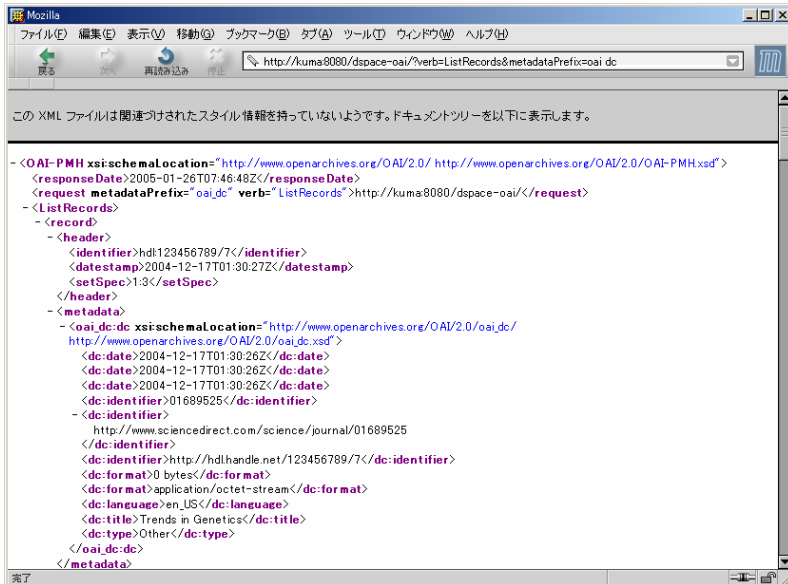 Mozilla
ファイル(F) 編集(E) 表示(V) 移動(G) ブックマーク(B) タブ(A) ツール(T) ウィンドウ(W) ヘルプ(H)
戻る 次へ 再読み込み 停止 http://kuma:8080/dspace-oai/?verb=ListRecords&metadataPrefix=oai dc
この XML ファイルは関連づけされたスタイル情報を持っていないようです。ドキュメントツリーを以下に表示します。
- <OAI-PMH xsi:schemaLocation="http://www.openarchives.org/OAI/2.0/ http://www.openarchives.org/OAI/2.0/OAI-PMH.xsd">
<responseDate>2005-01-26T07:46:48Z</responseDate>
<request metadataPrefix="oai_dc" verb="ListRecords">http://kuma:8080/dspace-oai/</request>
- <ListRecords>
- <record>
- <header>
<identifier>hdl:123456789/7</identifier>
<datestamp>2004-12-17T01:30:27Z</datestamp>
<setSpec>1:3</setSpec>
</header>
- <metadata>
- <oai_dc:dc xsi:schemaLocation="http://www.openarchives.org/OAI/2.0/oai_dc/
http://www.openarchives.org/OAI/2.0/oai_dc.xsd">
<dc:date>2004-12-17T01:30:26Z</dc:date>
<dc:date>2004-12-17T01:30:26Z</dc:date>
<dc:date>2004-12-17T01:30:26Z</dc:date>
<dc:identifier>01689525</dc:identifier>
- <dc:identifier>
http://www.sciencedirect.com/science/journal/01689525
</dc:identifier>
<dc:identifier>http://hdl.handle.net/123456789/7</dc:identifier>
<dc:format>0 bytes</dc:format>
<dc:format>application/octet-stream</dc:format>
<dc:language>en_US</dc:language>
<dc:title>Trends in Genetics</dc:title>
<dc:type>Other</dc:type>
</oai_dc:dc>
</metadata>
完了